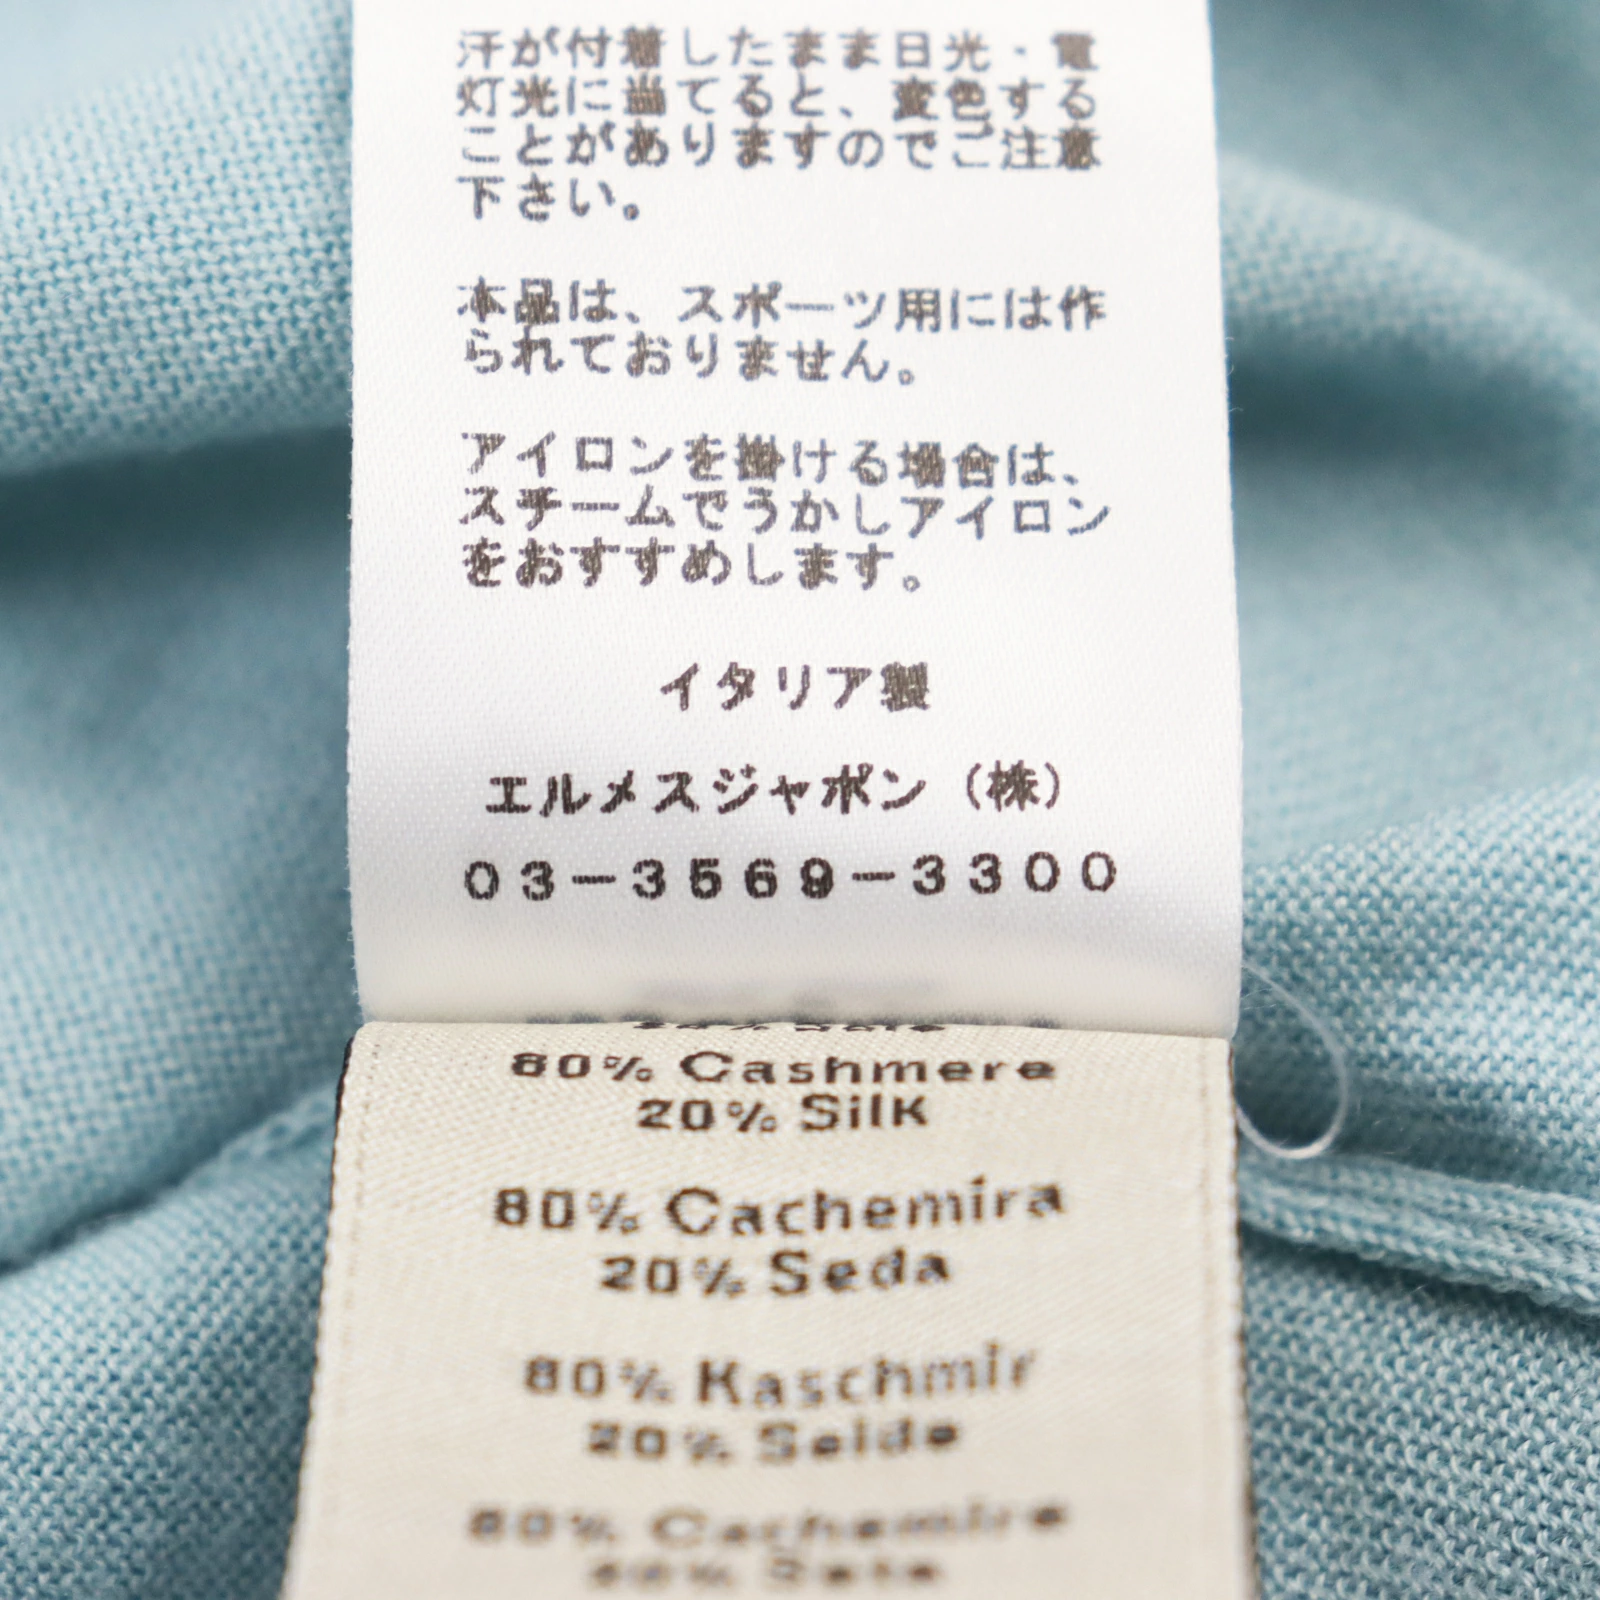 汗が付着したまま日光・電
灯光に当てると、変色する
ことがありますのでご注意
下さい。
本品は、スポーツ用には作
られておりません。
アイロンを掛ける場合は、
スチームでうかしアイロン
をおすすめします。
イタリア製
エルメスジャポン（株）
03-3569-3300
80% Cashmere
20% Silk
80% Cachemira
20% Seda
80% Kaschmir
20% Seide
80% Cachemire